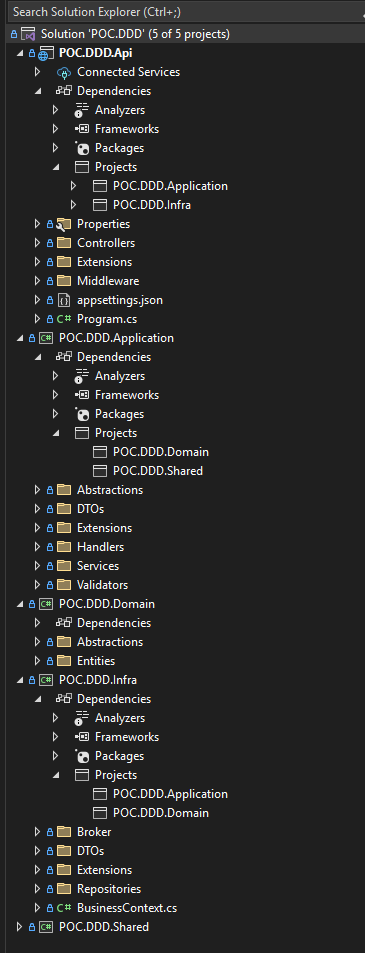 Search Solution Explorer (Ctrl+;)
Solution 'POC.DDD' (5 of 5 projects)
POC.DDD.Api
Connected Services
Dependencies
Analyzers
Frameworks
Packages
Projects
POC.DDD.Application
POC.DDD.Infra
Properties
Controllers
Extensions
Middleware
appsettings.json
C# Program.cs
C# POC.DDD.Application
Dependencies
Analyzers
Frameworks
Packages
Projects
POC.DDD.Domain
POC.DDD.Shared
Abstractions
DTOs
Extensions
Handlers
Services
Validators
C# POC.DDD.Domain
Dependencies
Abstractions
Entities
C# POC.DDD.Infra
Dependencies
Analyzers
Frameworks
Packages
Projects
POC.DDD.Application
POC.DDD.Domain
Broker
DTOs
Extensions
Repositories
C# BusinessContext.cs
C# POC.DDD.Shared